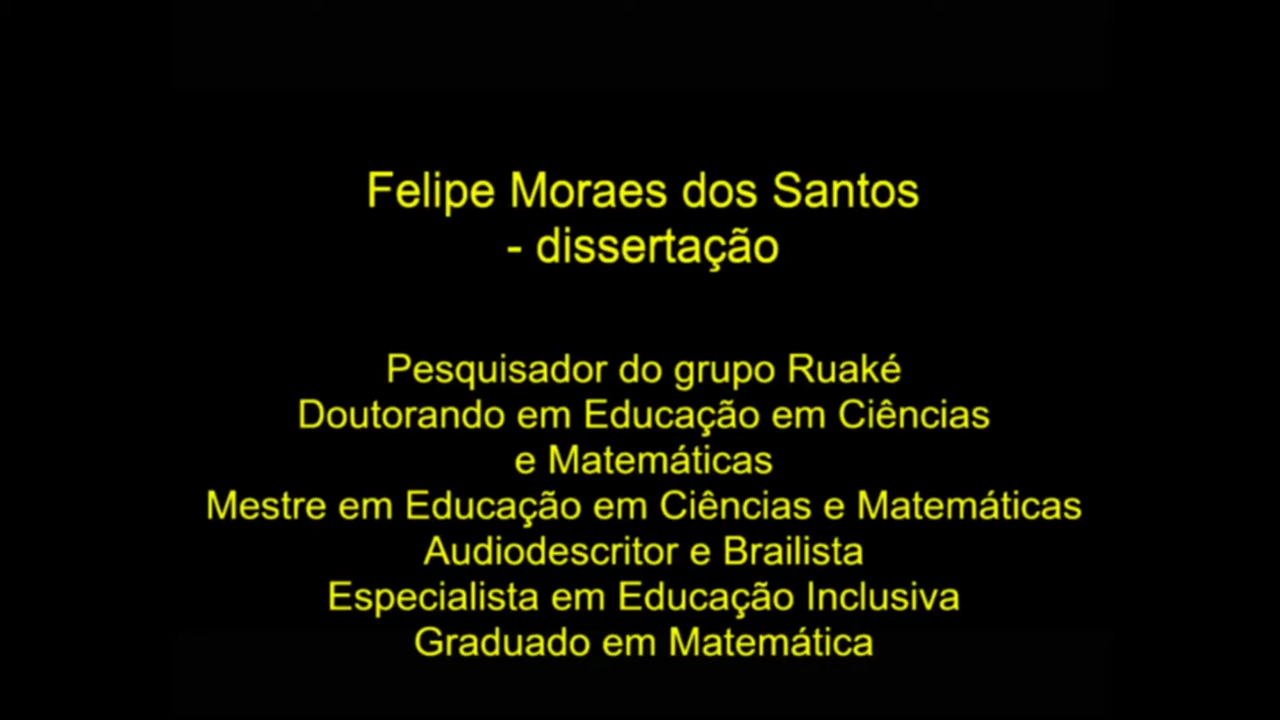 Felipe Moraes dos Santos
- dissertação
Pesquisador do grupo Ruaké
Doutorando em Educação em Ciências
e Matemáticas
Mestre em Educação em Ciências e Matemáticas
Audiodescritor e Brailista
Especialista em Educação Inclusiva
Graduado em Matemática